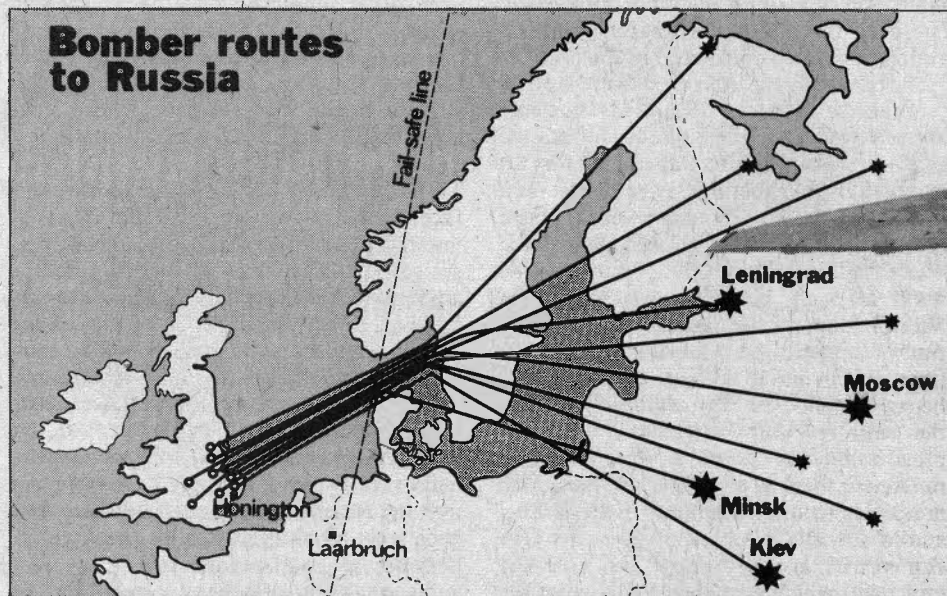 Bomber routes
to Russia
Fail-safe line
Leningrad
Moscow
Minsk
Kiev
Honington
Laarbruch